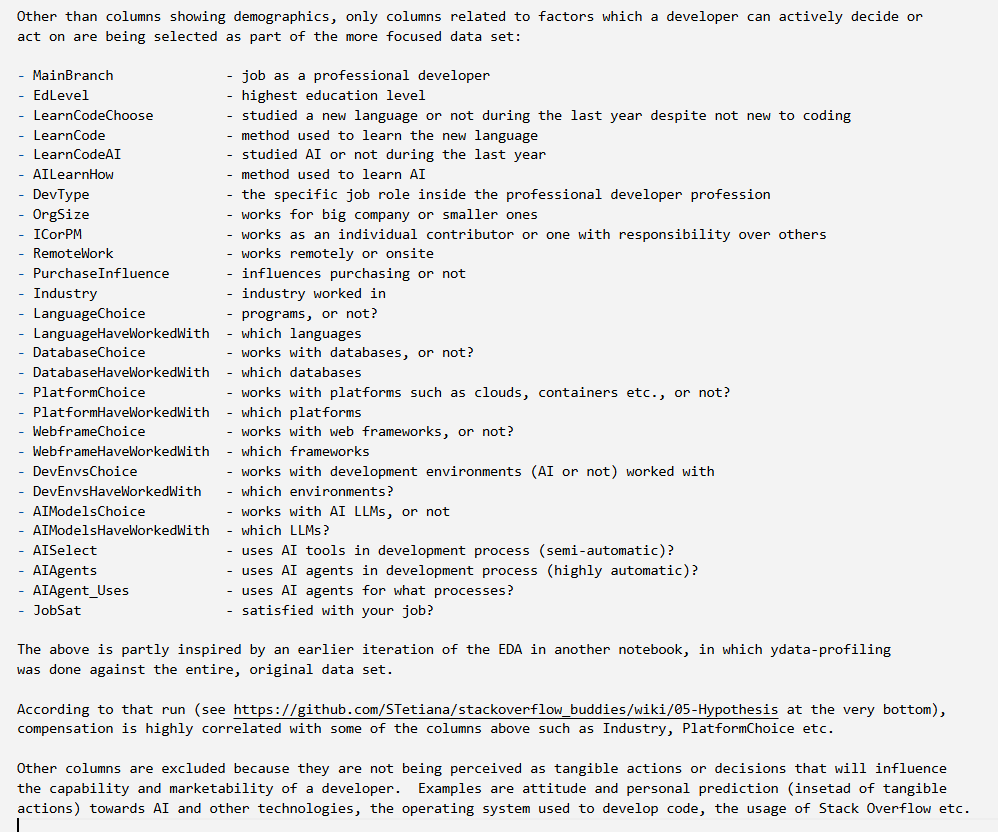 Other than columns showing demographics, only columns related to factors which a developer can actively decide or
act on are being selected as part of the more focused data set:
- MainBranch - job as a professional developer
- EdLevel - highest education level
- LearnCodeChoose - studied a new language or not during the last year despite not new to coding
- LearnCode - method used to learn the new language
- LearnCodeAI - studied AI or not during the last year
- AILearnHow - method used to learn AI
- DevType - the specific job role inside the professional developer profession
- OrgSize - works for big company or smaller ones
- ICorPM - works as an individual contributor or one with responsibility over others
- RemoteWork - works remotely or onsite
- PurchaseInfluence - influences purchasing or not
- Industry - industry worked in
- LanguageChoice - programs, or not?
- LanguageHaveWorkedWith - which languages
- DatabaseChoice - works with databases, or not?
- DatabaseHaveWorkedWith - which databases
- PlatformChoice - works with platforms such as clouds, containers etc., or not?
- PlatformHaveWorkedWith - which platforms
- WebframeChoice - works with web frameworks, or not?
- WebframeHaveWorkedWith - which frameworks
- DevEnvsChoice - works with development environments (AI or not) worked with
- DevEnvsHaveWorkedWith - which environments?
- AIModelsChoice - works with AI LLMs, or not
- AIModelsHaveWorkedWith - which LLMs?
- AISelect - uses AI tools in development process (semi-automatic)?
- AIAgents - uses AI agents in development process (highly automatic)?
- AIAgent_Uses - uses AI agents for what processes?
- JobSat - satisfied with your job?
The above is partly inspired by an earlier iteration of the EDA in another notebook, in which ydata-profiling
was done against the entire, original data set.
According to that run (see https://github.com/STetiana/stackoverflow_buddies/wiki/05-Hypothesis at the very bottom),
compensation is highly correlated with some of the columns above such as Industry, PlatformChoice etc.
Other columns are excluded because they are not being perceived as tangible actions or decisions that will influence
the capability and marketability of a developer.  Examples are attitude and personal prediction (insetad of tangible
actions) towards AI and other technologies, the operating system used to develop code, the usage of Stack Overflow etc.